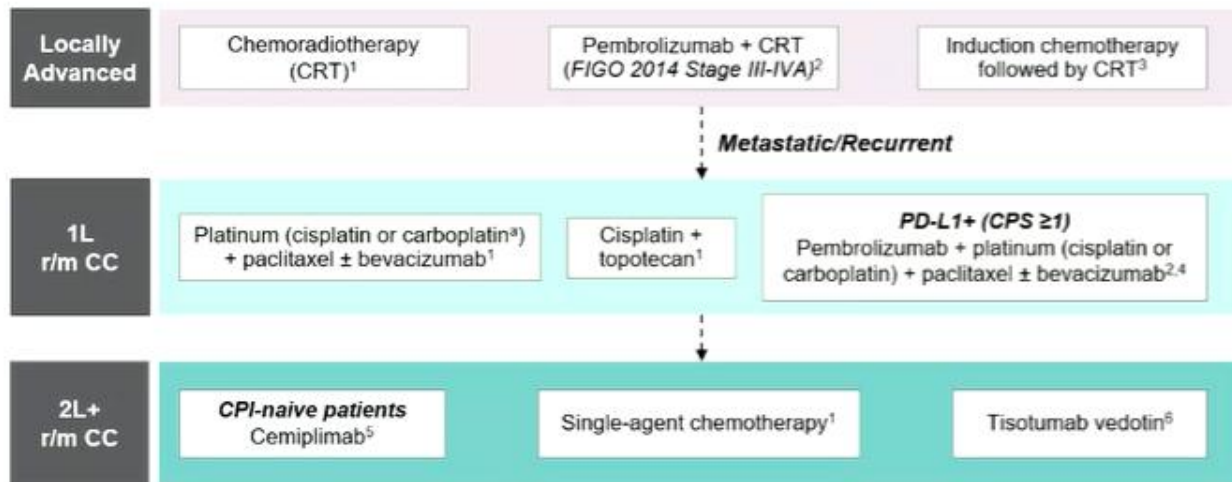 Locally
Advanced
Chemoradiotherapy
(CRT)¹
Pembrolizumab + CRT
(FIGO 2014 Stage III-IVA)²
Induction chemotherapy
followed by CRT³
Metastatic/Recurrent
1L
r/m CC
Platinum (cisplatin or carboplatinᵃ)
+ paclitaxel ± bevacizumab¹
Cisplatin +
topotecan¹
PD-L1+ (CPS ≥1)
Pembrolizumab + platinum (cisplatin or
carboplatin) + paclitaxel ± bevacizumab²,⁴
2L+
r/m CC
CPI-naive patients
Cemiplimab⁵
Single-agent chemotherapy¹
Tisotumab vedotin⁶